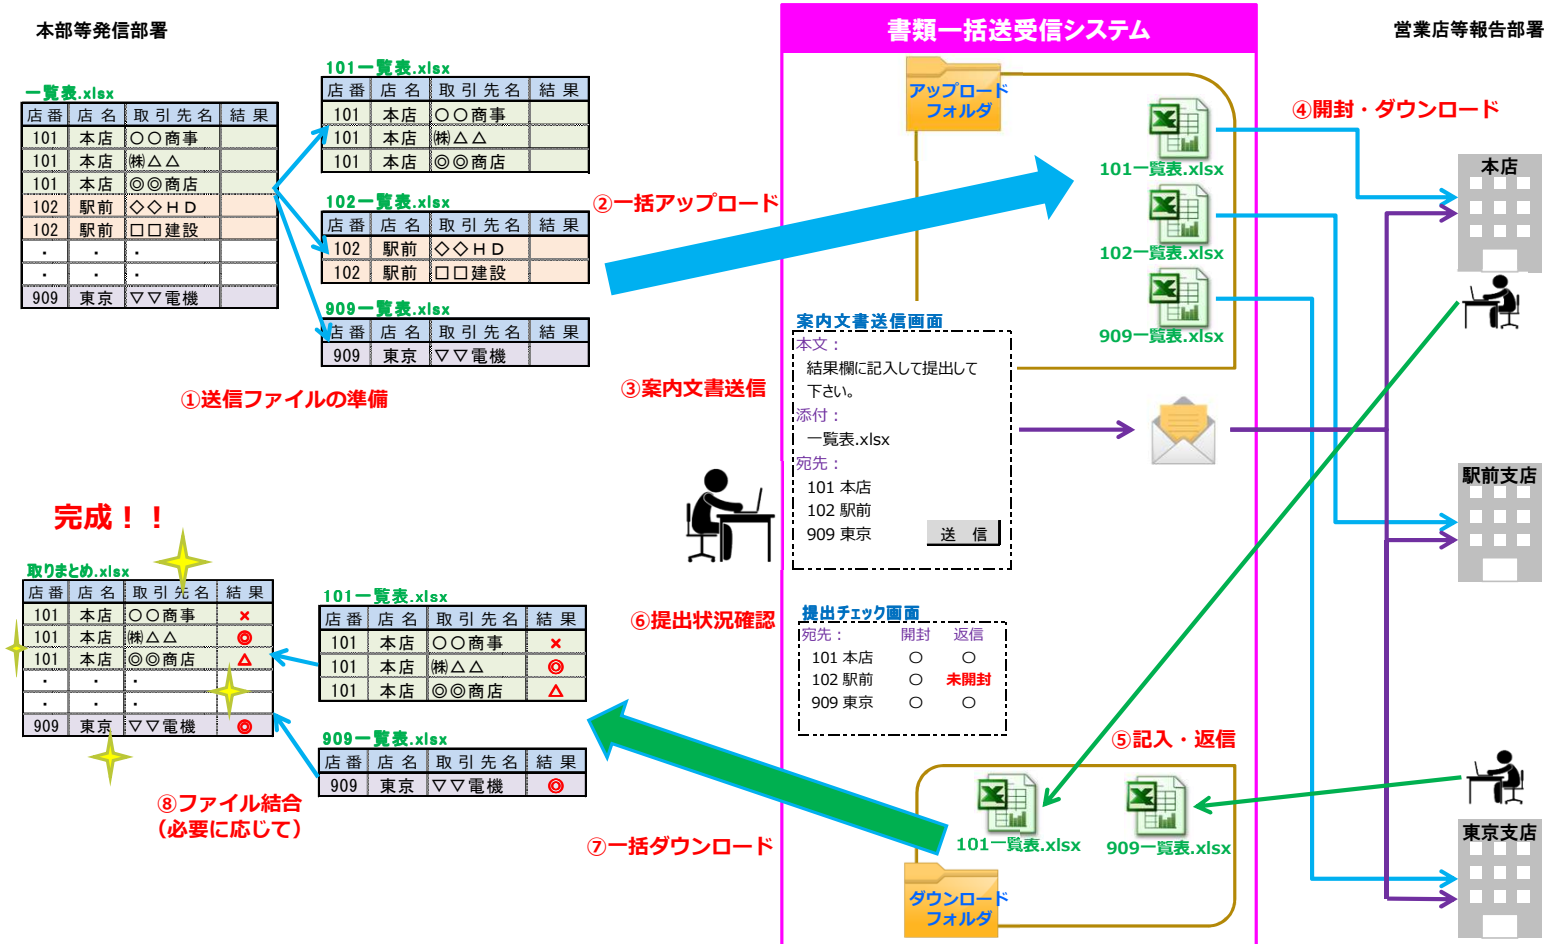 本部等発信部署
書類一括送受信システム
営業店等報告部署
一覧表.xlsx
店番 店名 取引先名 結果
101 本店 〇〇商事
101 本店 ㈱△△
101 本店 ◎◎商店
102 駅前 ◇◇ＨＤ
102 駅前 □□建設
・ ・ ・
・ ・ ・
909 東京 ▽▽電機
101一覧表.xlsx
店番 店名 取引先名 結果
101 本店 〇〇商事
101 本店 ㈱△△
101 本店 ◎◎商店
102一覧表.xlsx
店番 店名 取引先名 結果
102 駅前 ◇◇ＨＤ
102 駅前 □□建設
909一覧表.xlsx
店番 店名 取引先名 結果
909 東京 ▽▽電機
①送信ファイルの準備
②一括アップロード
アップロード
フォルダ
101一覧表.xlsx
102一覧表.xlsx
909一覧表.xlsx
④開封・ダウンロード
本店
③案内文書送信
案内文書送信画面
本文：
結果欄に記入して提出して
下さい。
添付：
一覧表.xlsx
宛先：
101 本店
102 駅前
909 東京
送 信
駅前支店
⑥提出状況確認
提出チェック画面
宛先： 開封 返信
101 本店 〇 〇
102 駅前 〇 未開封
909 東京 〇 〇
⑤記入・返信
101一覧表.xlsx
909一覧表.xlsx
ダウンロード
フォルダ
東京支店
⑦一括ダウンロード
101一覧表.xlsx
店番 店名 取引先名 結果
101 本店 〇〇商事 ×
101 本店 ㈱△△ ◎
101 本店 ◎◎商店 △
909一覧表.xlsx
店番 店名 取引先名 結果
909 東京 ▽▽電機 ◎
⑧ファイル結合
（必要に応じて）
完成！！
取りまとめ.xlsx
店番 店名 取引先名 結果
101 本店 〇〇商事 ×
101 本店 ㈱△△ ◎
101 本店 ◎◎商店 △
・ ・ ・
・ ・ ・
909 東京 ▽▽電機 ◎